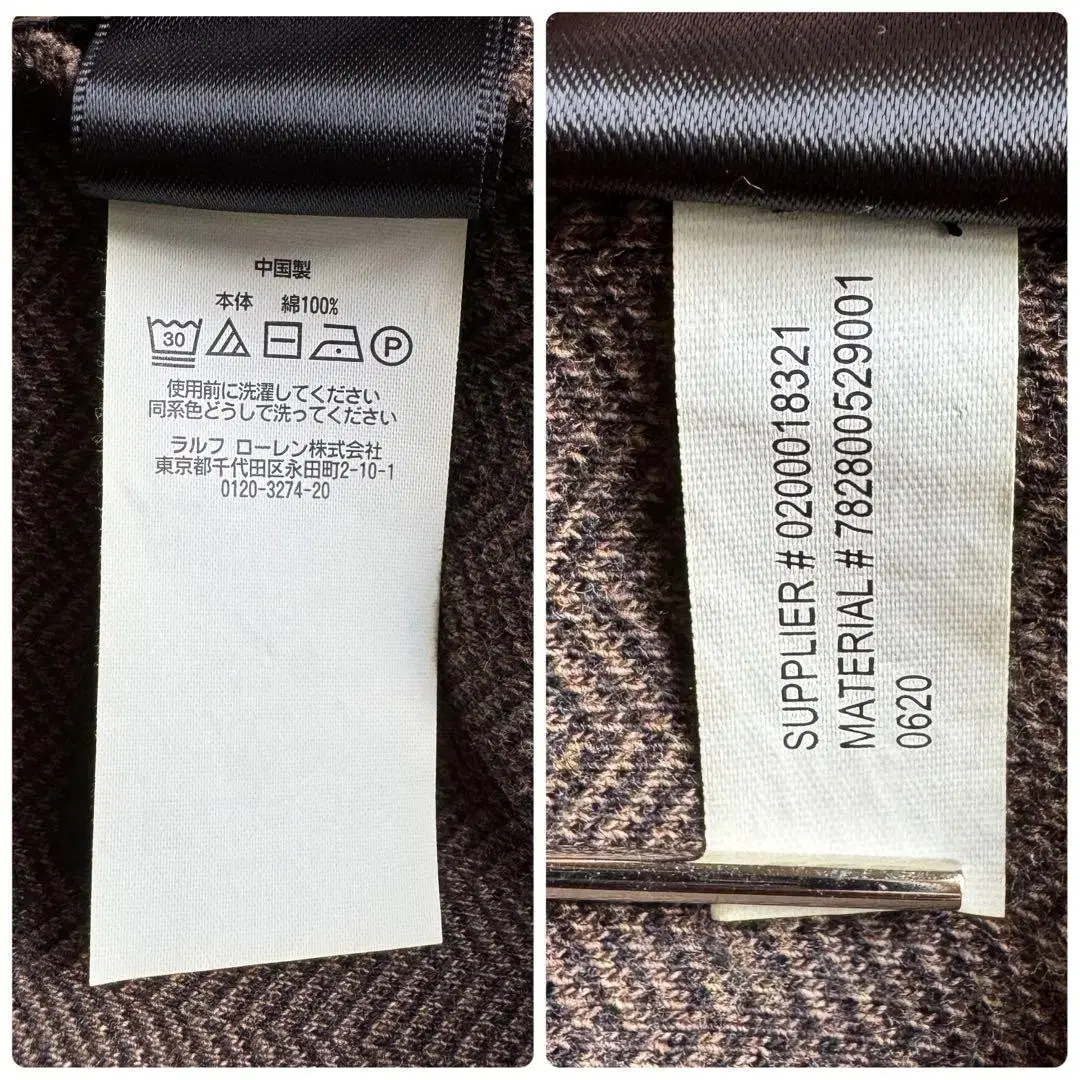 中国製
本体 綿100%
30
P
使用前に洗濯してください
同系色どうしで洗ってください
ラルフ ローレン株式会社
東京都千代田区永田町2-10-1
0120-3274-20
SUPPLIER # 0200018321
MATERIAL # 782800529001
0620